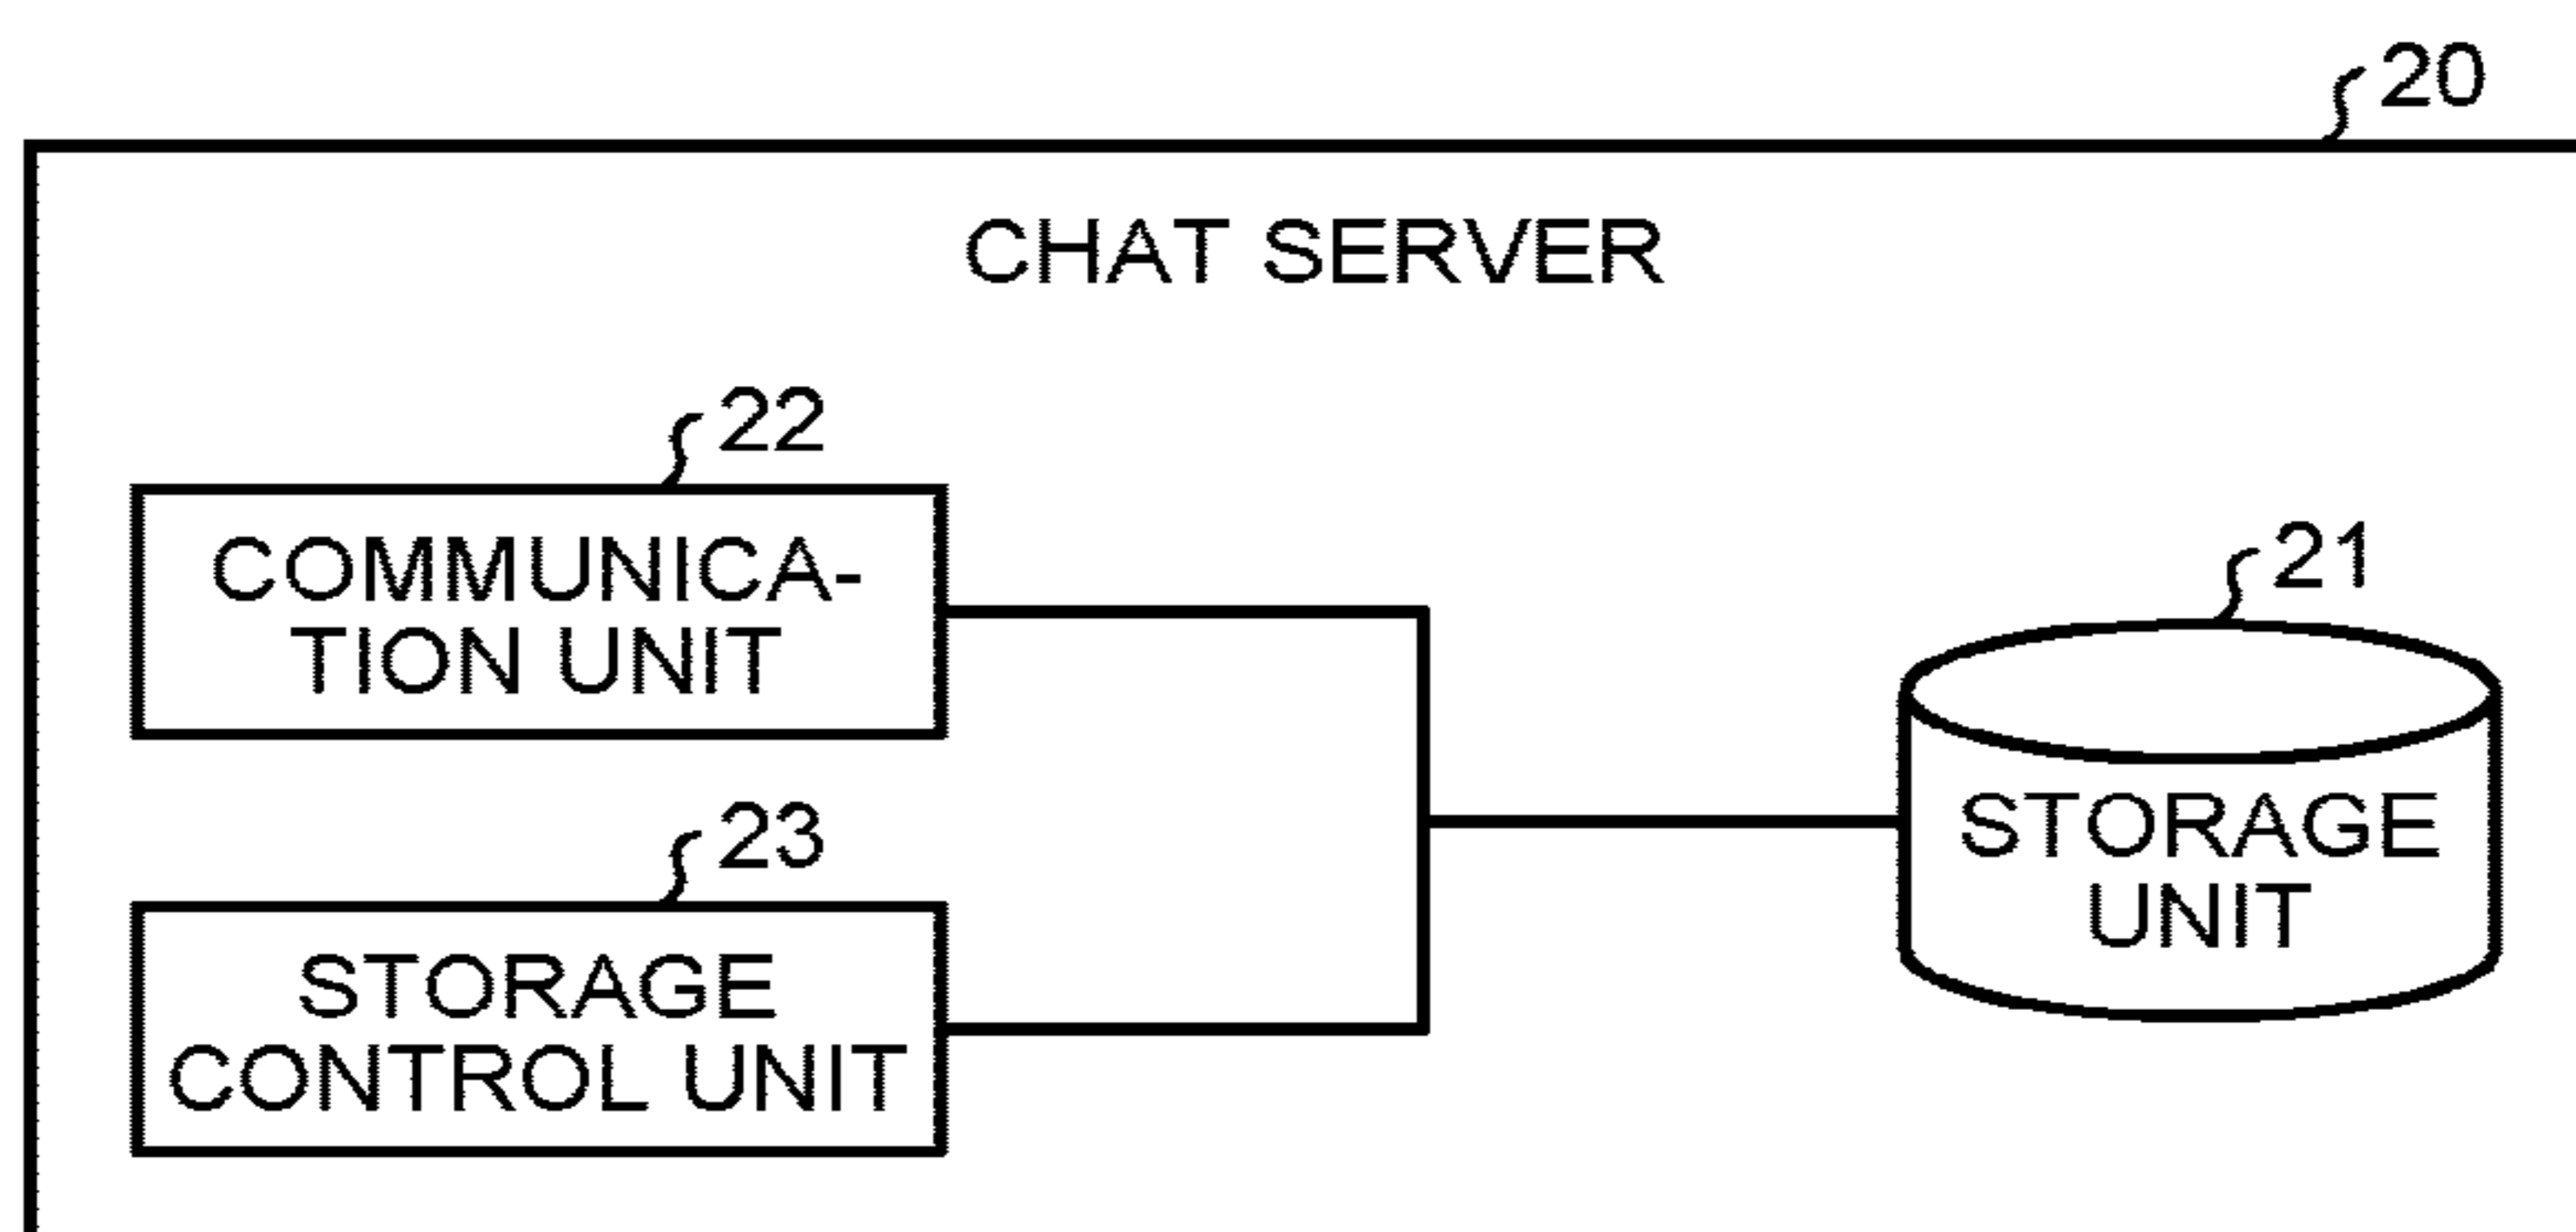 20
CHAT SERVER
22
COMMUNICA-
TION UNIT
21
STORAGE
UNIT
23
STORAGE
CONTROL UNIT